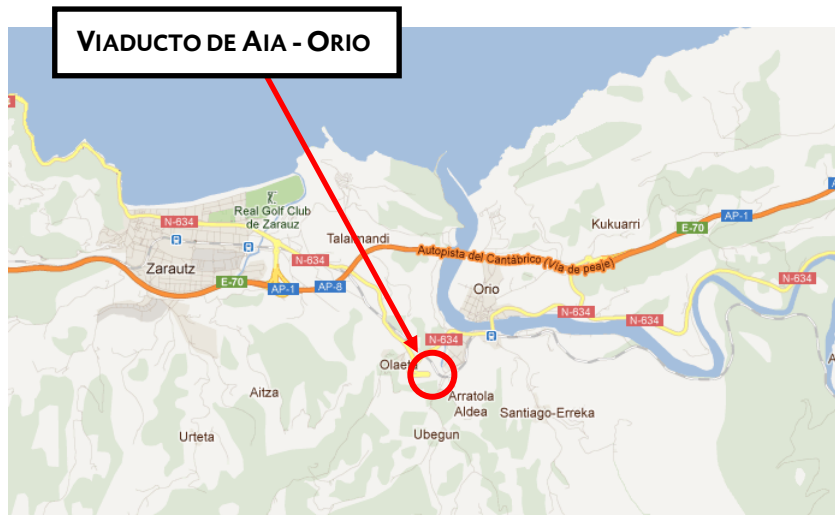 VIADUCTO DE AIA - ORIO
N-634
Real Golf Club
de Zarauz
Talaimendi
Kukuarri
AP-1
E-70
N-634
Autopista del Cantábrico (Vía de peaje)
Zarautz
E-70
AP-1
AP-8
Orio
N-634
N-634
N-634
Olaeta
Aitza
Arratola
Aldea
Santiago-Erreka
Urteta
Ubegun